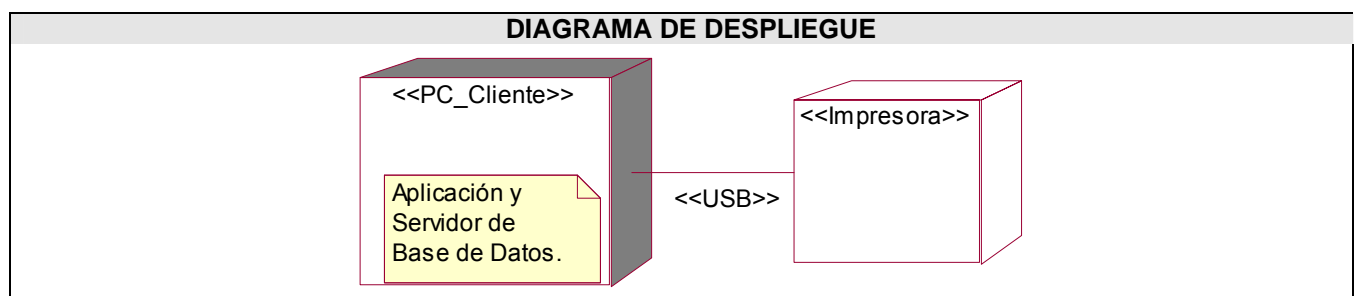 DIAGRAMA DE DESPLIEGUE
<<PC_Cliente>>
<<Impresora>>
Aplicación y
Servidor de
Base de Datos.
<<USB>>